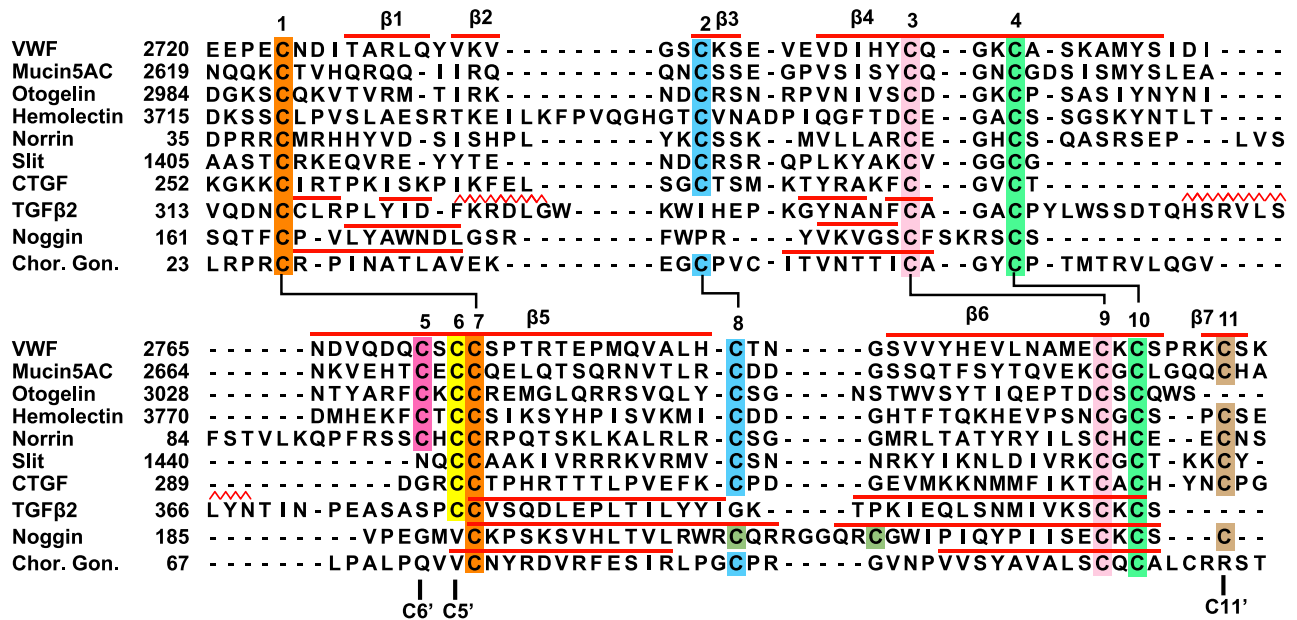 1 β1 β2 2 β3 β4 3 4
VWF 2720 EEPECNDITARLQYVKV---------GSCKSE-VEVDIHYCQ--GKCA-SKAMYSIDI-----
Mucin5AC 2619 NQQKCTVHQRQQ-IIRQ---------QNCSSE-GPVSISYCQ--GNCGDSISMYSLEA-----
Otogelin 2984 DGKSCQKVTVRM-TIRK---------NDCRSN-RPVNIVSCD--GKCP-SASIYNYNI-----
Hemolectin 3715 DKSSCLPVSLAESRTKEILKFPVQGHGTCVNADPIQGFTDCE--GACS-SGSKYNTLT-----
Norrin 35 DPRRCMRHHYVD-SISHPL-------YKCSSK--MVLLARCE--GHCS-QASRSEP---LVS
Slit 1405 AASTCRKEQVRE-YYTE---------NDCRSR-QPLKYAKCV--GGCG-----
CTGF 252 KGKKCIRTPKISKPIKFEL-------SGCTSM-KTYRAKFC---GVCT-----
TGFβ2 313 VQDNCCLRPLYID-FKRDLGW-----KWIHEP-KGYNANFCA--GACPYLWSSDTQHSRVLS
Noggin 161 SQTFCP-VLYAWNDLGSR--------FWPR----YVKVGSCFSKRSCS-----
Chor. Gon. 23 LRPRCR-PINATLAVEK---------EGCPVC-ITVNTTICA--GYCP-TMTRVLQGV-----
5 6 7 β5 8 β6 9 10 β7 11
VWF 2765 ------NDVQDQCSCCSPTRTEPMQVALH-CTN-----GSVVYHEVLNAMECKCSPRKCSK
Mucin5AC 2664 ------NKVEHTCECCQELQTSQRNVTLR-CDD-----GSSQTFSYTQVEKCGCLGQQCHA
Otogelin 3028 ------NTYARFCKCCREMGLQRRSVQLY-CSG----NSTWVSYTIQEPTDCSCQWS----
Hemolectin 3770 ------DMHEKFCTCCSIKSYHPISVKMI-CDD-----GHTFTQKHEVPSNCGCS--PCSE
Norrin 84 FSTVLKQPFRSSCHCCRPQTSKLKALRLR-CSG-----GMRLTATYRYILSCHCE--ECNS
Slit 1440 -----------NQCCAAKIVRRRKVRMV-CSN-----NRKYIKNLDIVRKCGCT-KKCY-
CTGF 289 -----------DGRCCTPHRTTTLPVEFK-CPD-----GEVMKKNMMFIKTCACH-YNCPG
TGFβ2 366 LYNTINPEASASPCCVSQDLEPLTILYYIGK------TPKIEQLSNMIVKSCKCS
Noggin 185 -------VPEGMVCKPSKSVHLTVLRWRCQRRGGQRCGWIPIQYPIISECKCS---C--
Chor. Gon. 67 -------LPALPQVVCNYRDVRFESIRLPGCPR-----GVNPVVSYAVALSCQCALCRRST
C6’ C5’ C11’